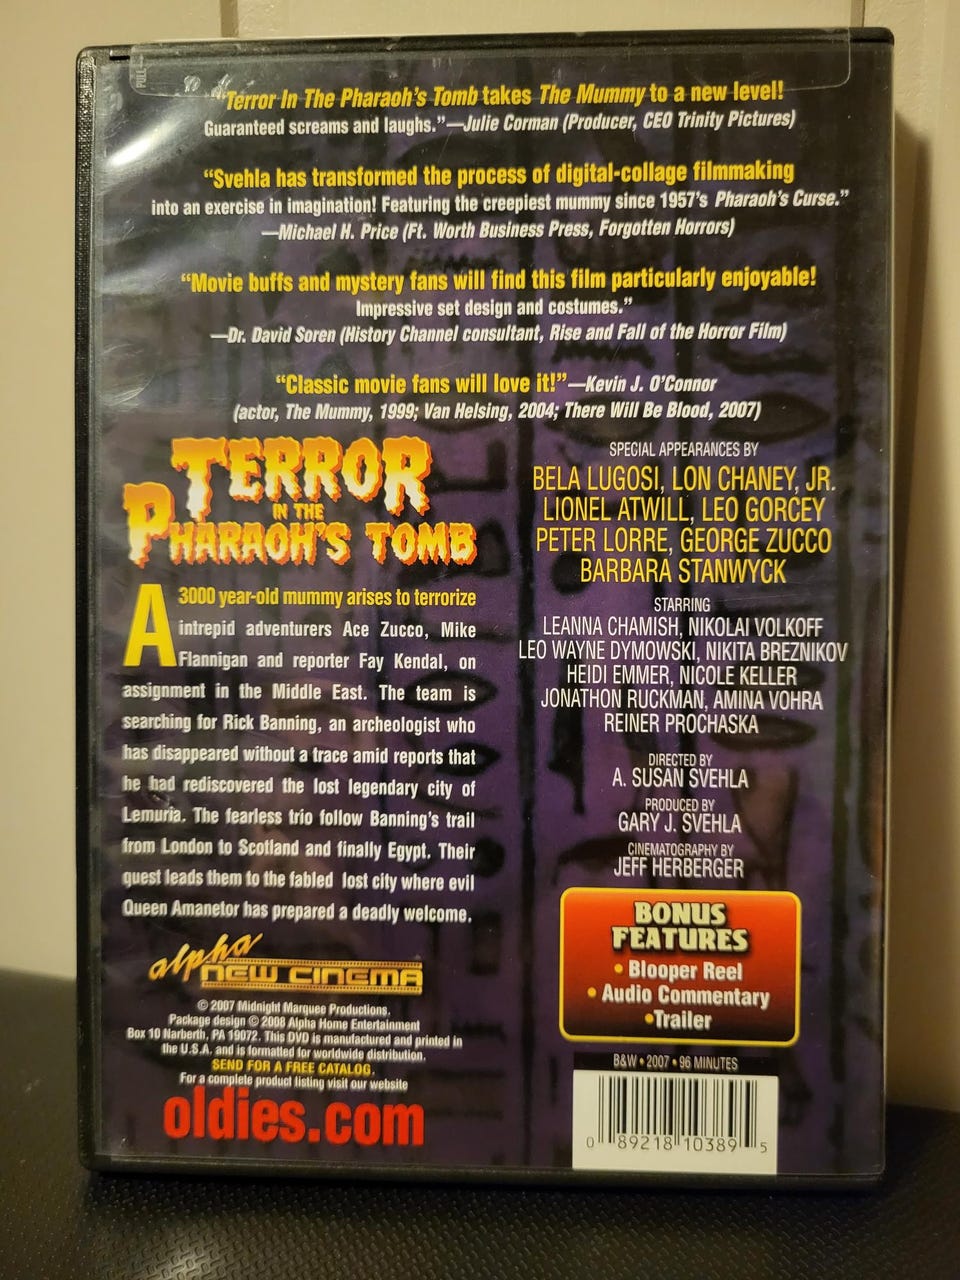 "Terror In The Pharaoh's Tomb takes The Mummy to a new level!
Guaranteed screams and laughs."—Julie Corman (Producer, CEO Trinity Pictures)
"Svehla has transformed the process of digital-collage filmmaking
into an exercise in imagination! Featuring the creepiest mummy since 1957's Pharaoh's Curse."
—Michael H. Price (Ft. Worth Business Press, Forgotten Horrors)
"Movie buffs and mystery fans will find this film particularly enjoyable!
Impressive set design and costumes."
—Dr. David Soren (History Channel consultant, Rise and Fall of the Horror Film)
"Classic movie fans will love it!"—Kevin J. O'Connor
(actor, The Mummy, 1999; Van Helsing, 2004; There Will Be Blood, 2007)
TERROR
IN THE
PHARAOH'S TOMB
A 3000 year-old mummy arises to terrorize
intrepid adventurers Ace Zucco, Mike
Flannigan and reporter Fay Kendal, on
assignment in the Middle East. The team is
searching for Rick Banning, an archeologist who
has disappeared without a trace amid reports that
he had rediscovered the lost legendary city of
Lemuria. The fearless trio follow Banning's trail
from London to Scotland and finally Egypt. Their
quest leads them to the fabled lost city where evil
Queen Amanetor has prepared a deadly welcome.
alpha
NEW CINEMA
© 2007 Midnight Marquee Productions.
Package design © 2008 Alpha Home Entertainment
Box 10 Narberth, PA 19072. This DVD is manufactured and printed in
the U.S.A. and is formatted for worldwide distribution.
SEND FOR A FREE CATALOG.
For a complete product listing visit our website
oldies.com
SPECIAL APPEARANCES BY
BELA LUGOSI, LON CHANEY, JR.
LIONEL ATWILL, LEO GORCEY
PETER LORRE, GEORGE ZUCCO
BARBARA STANWYCK
STARRING
LEANNA CHAMISH, NIKOLAI VOLKOFF
LEO WAYNE DYMOWSKI, NIKITA BREZNIKOV
HEIDI EMMER, NICOLE KELLER
JONATHON RUCKMAN, AMINA VOHRA
REINER PROCHASKA
DIRECTED BY
A. SUSAN SVEHLA
PRODUCED BY
GARY J. SVEHLA
CINEMATOGRAPHY BY
JEFF HERBERGER
BONUS
FEATURES
• Blooper Reel
• Audio Commentary
•Trailer
B&W • 2007 • 96 MINUTES
0 89218 10389 5